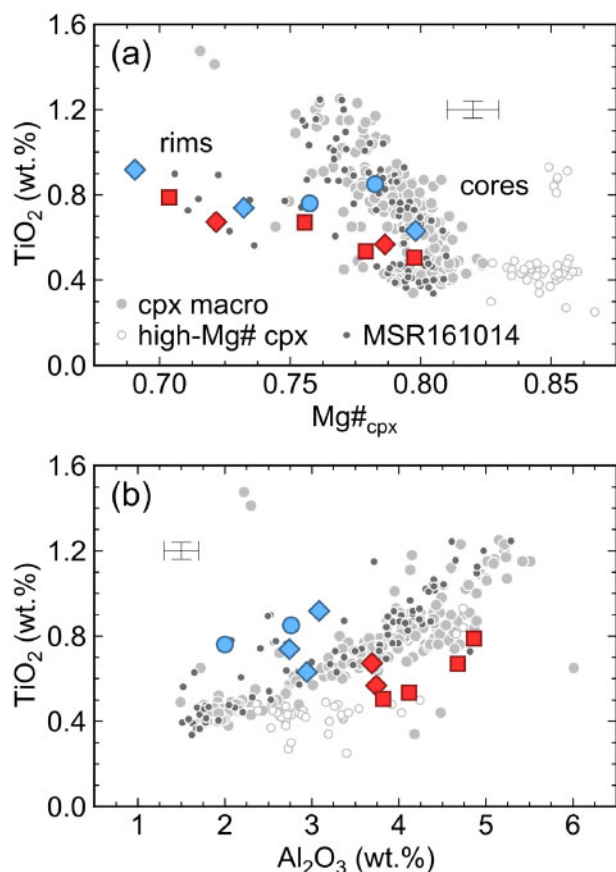 1.6
(a)
1.2
rims
cores
0.8
TiO₂ (wt.%)
0.4
cpx macro
high-Mg# cpx
MSR161014
0.0
0.70 0.75 0.80 0.85
Mg#cpx
1.6
(b)
1.2
0.8
TiO₂ (wt.%)
0.4
0.0
1 2 3 4 5 6
Al₂O₃ (wt.%)